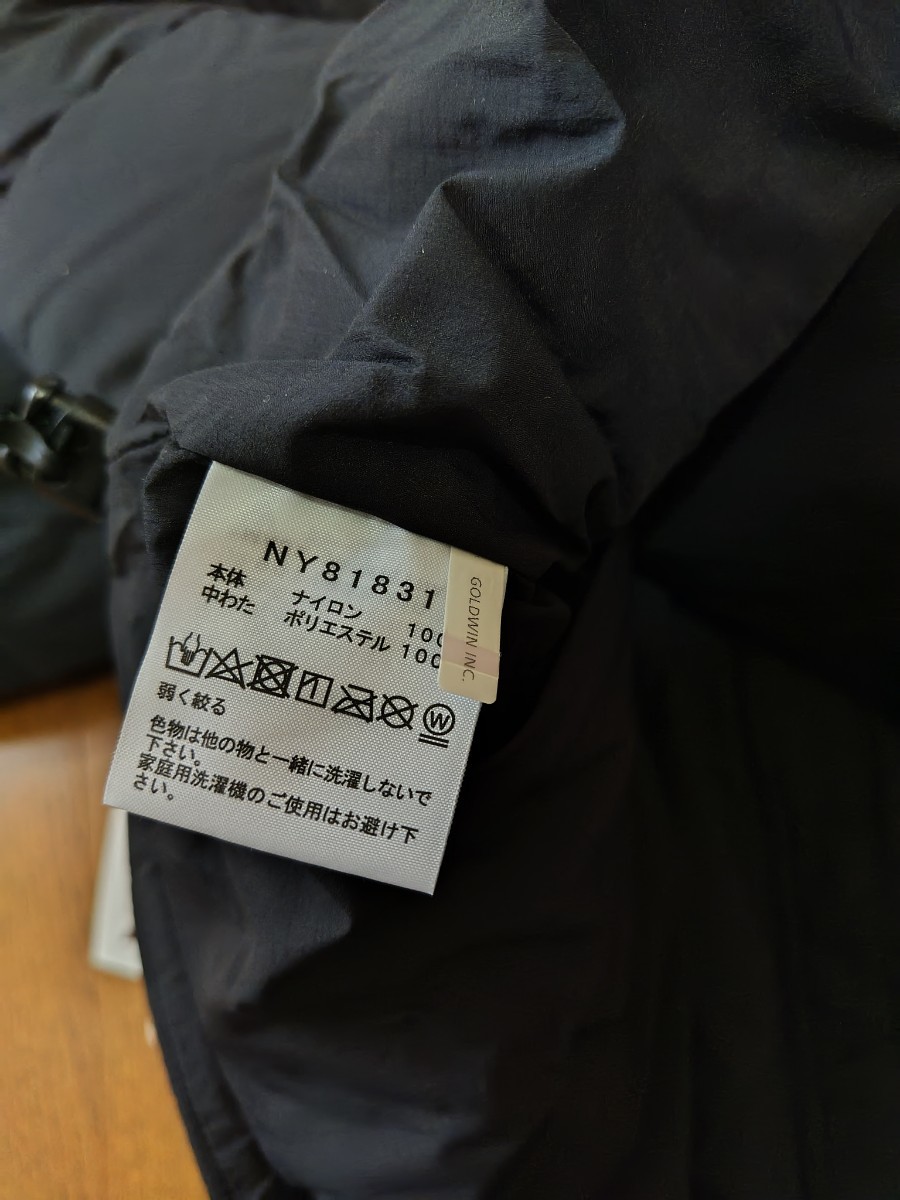 NY81831
本体 ナイロン 100
中わた ポリエステル 100
弱く絞る
色物は他の物と一緒に洗濯しないで
下さい。
家庭用洗濯機のご使用はお避け下
さい。
GOLDWIN INC.
W